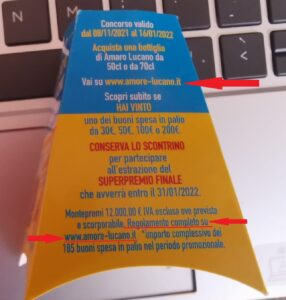 Concorso valido
dal 08/11/2021 al 16/01/2022
Acquista una bottiglia
di Amaro Lucano da
50cl o da 70cl
Vai su www.amore-lucano.it
Scopri subito se
HAI VINTO
uno dei buoni spesa in palio
da 30€, 50€, 100€ o 200€.
CONSERVA LO SCONTRINO
per partecipare
all'estrazione del
SUPERPREMIO FINALE
che avverrà entro il 31/01/2022.
Montepremi 12.000,00 € IVA esclusa ove prevista
e scorporabile. Regolamento completo su
www.amore-lucano.it *importo complessivo dei
185 buoni spesa in palio nel periodo promozionale.